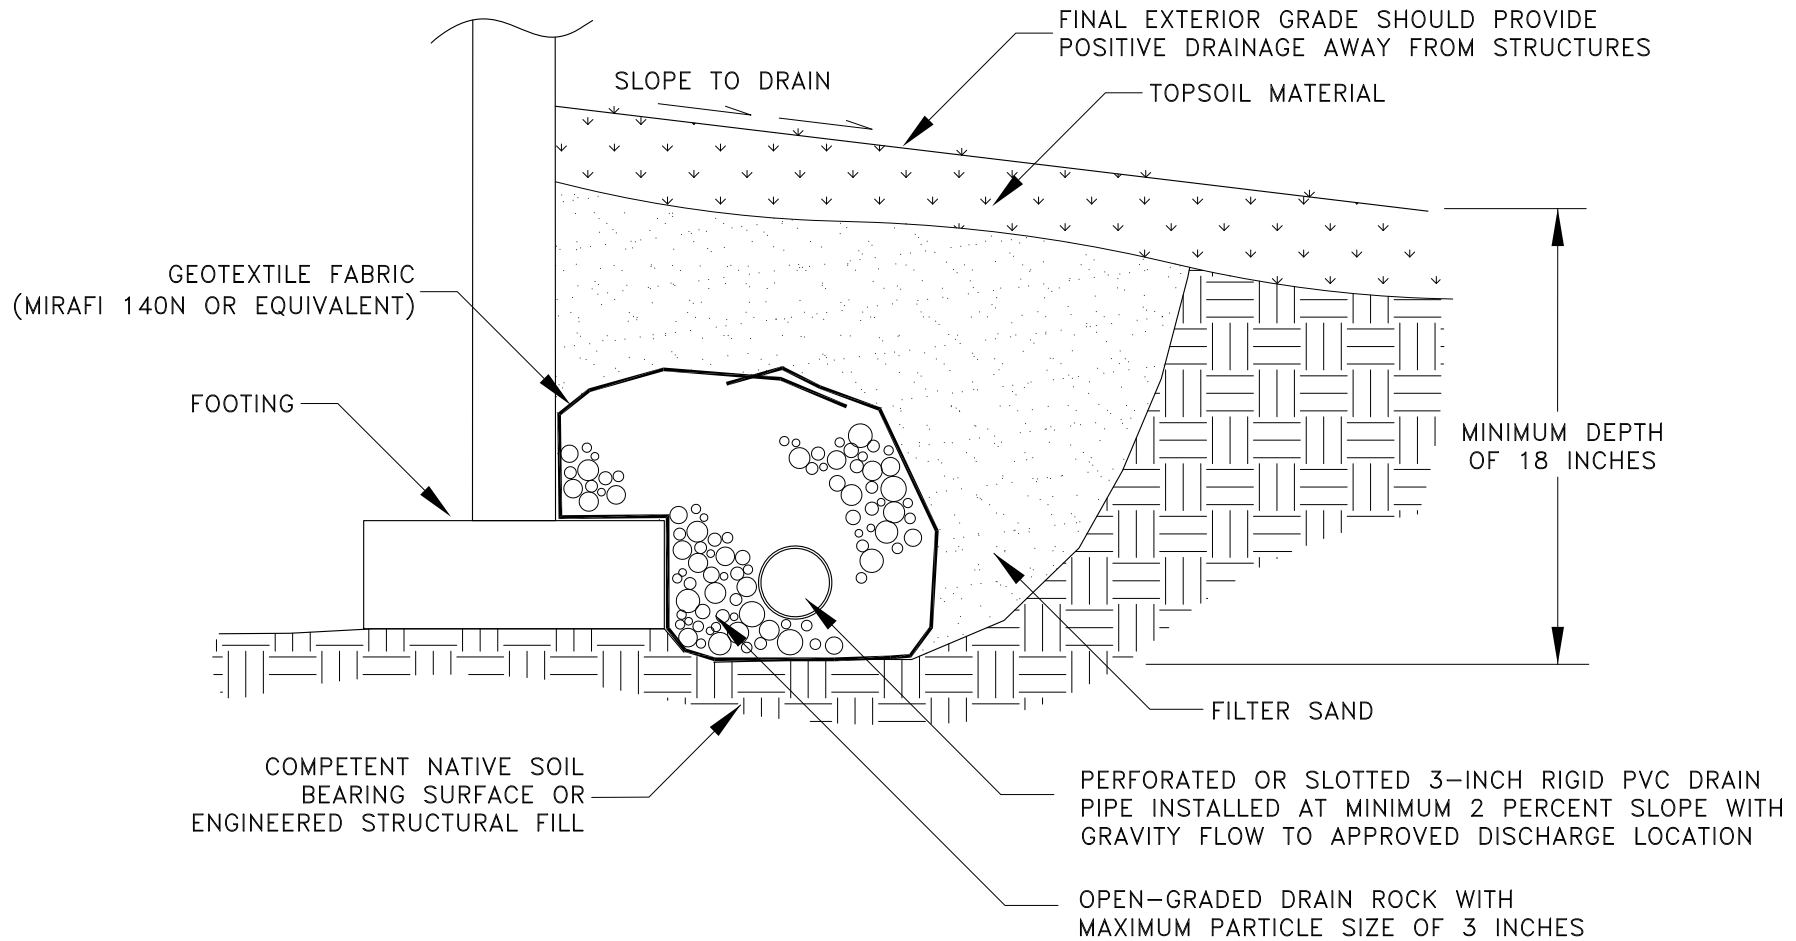 FINAL EXTERIOR GRADE SHOULD PROVIDE
POSITIVE DRAINAGE AWAY FROM STRUCTURES
SLOPE TO DRAIN
TOPSOIL MATERIAL
GEOTEXTILE FABRIC
(MIRAFI 140N OR EQUIVALENT)
FOOTING
MINIMUM DEPTH
OF 18 INCHES
FILTER SAND
COMPETENT NATIVE SOIL
BEARING SURFACE OR
ENGINEERED STRUCTURAL FILL
PERFORATED OR SLOTTED 3-INCH RIGID PVC DRAIN
PIPE INSTALLED AT MINIMUM 2 PERCENT SLOPE WITH
GRAVITY FLOW TO APPROVED DISCHARGE LOCATION
OPEN-GRADED DRAIN ROCK WITH
MAXIMUM PARTICLE SIZE OF 3 INCHES